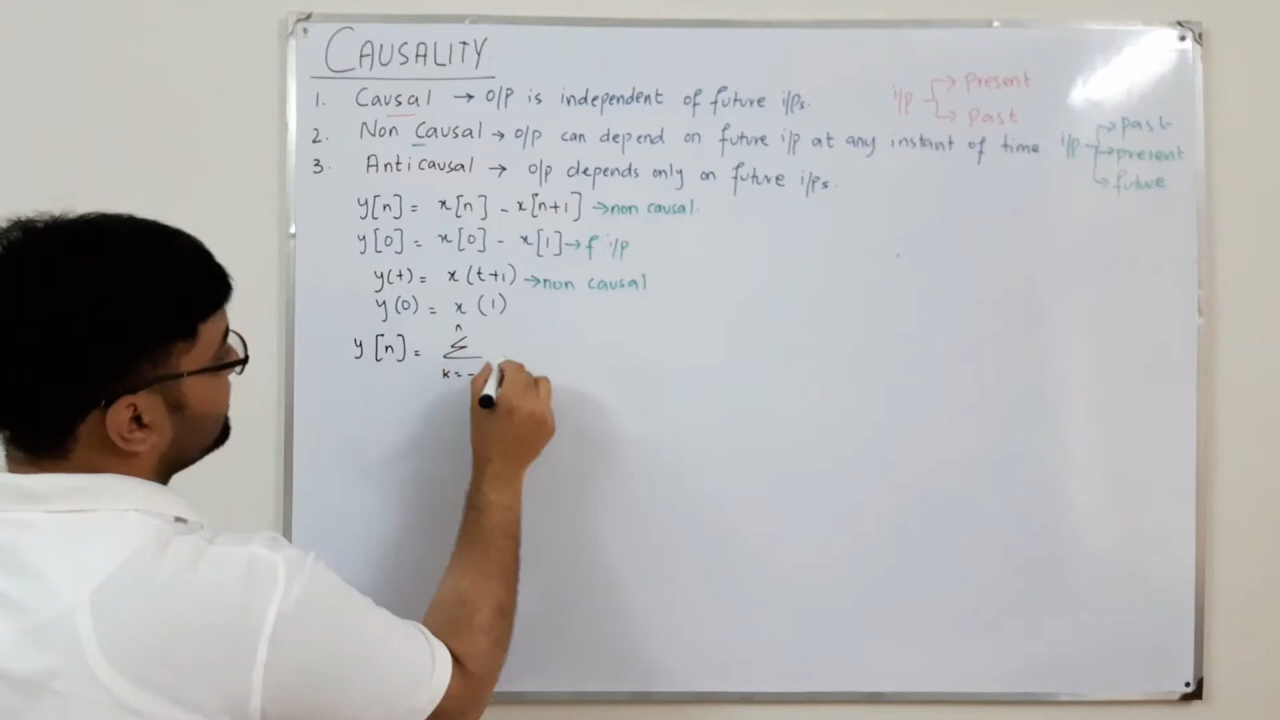 CAUSALITY
1. Causal → O/P is independent of future i/ps. i/p → present → past
2. Non Causal → O/p can depend on future i/p at any instant of time i/p → past → present → future
3. Anticausal → O/p depends only on future i/ps.
y[n] = x[n] - x[n+1] → non causal.
y[0] = x[0] - x[1] → f i/p
y(t) = x(t+1) → non causal
y(0) = x(1)
n
y[n] = Σ
k = -